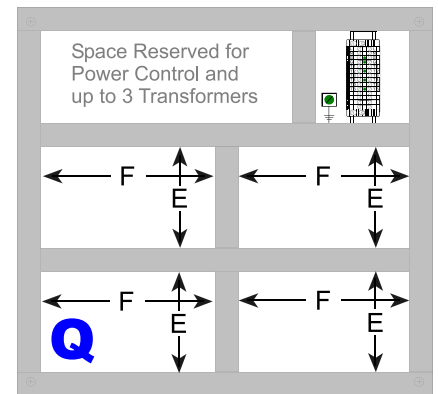 Space Reserved for
Power Control and
up to 3 Transformers
F
E
F
E
F
E
F
E
Q